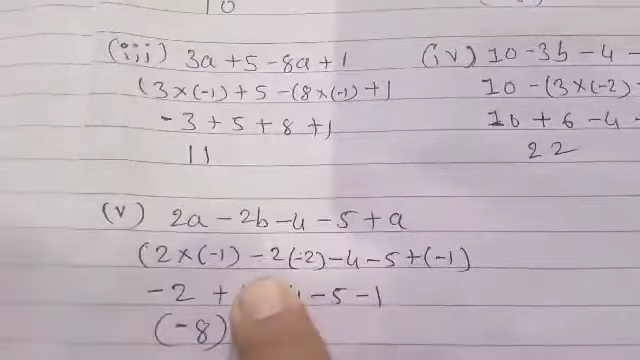 10
(iii) 3a + 5 - 8a + 1
(3 × (-1) + 5 - (8 × (-1) + 1
- 3 + 5 + 8 + 1
11
(iv) 10 - 3b - 4 -
10 - (3 × (-2)
10 + 6 - 4 -
22
(v) 2a - 2b - 4 - 5 + a
(2 × (-1) - 2(-2) - 4 - 5 + (-1)
- 2 + - 5 - 1
(-8)